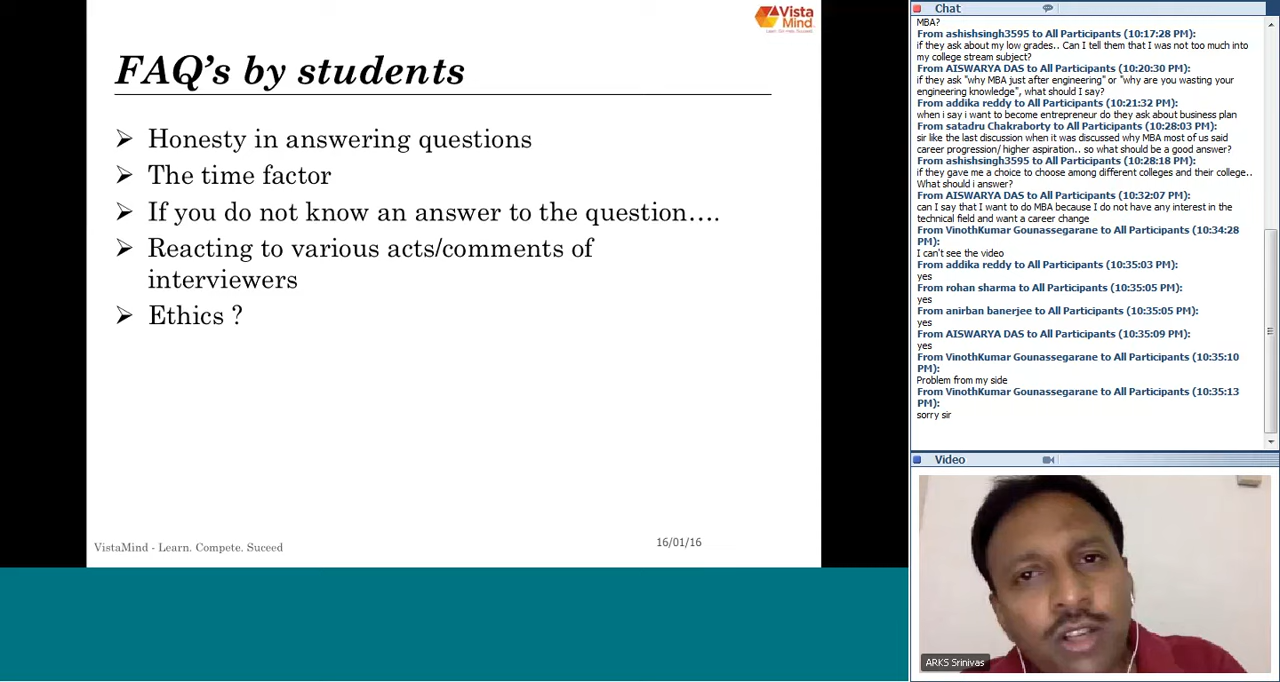 Vista
Mind
FAQ's by students
Honesty in answering questions
The time factor
If you do not know an answer to the question....
Reacting to various acts/comments of
interviewers
Ethics ?
VistaMind - Learn. Compete. Suceed
16/01/16
Chat
MBA?
From ashishsingh3595 to All Participants (10:17:28 PM):
if they ask about my low grades.. Can I tell them that I was not too much into
my college stream subject?
From AISWARYA DAS to All Participants (10:20:30 PM):
if they ask "why MBA just after engineering" or "why are you wasting your
engineering knowledge", what should I say?
From addika reddy to All Participants (10:21:32 PM):
when i say i want to become entrepreneur do they ask about business plan
From satadru Chakraborty to All Participants (10:28:03 PM):
sir like the last discussion when it was discussed why MBA most of us said
career progression/ higher aspiration.. so what should be a good answer?
From ashishsingh3595 to All Participants (10:28:18 PM):
if they gave me a choice to choose among different colleges and their college..
What should i answer?
From AISWARYA DAS to All Participants (10:32:07 PM):
can I say that I want to do MBA because I do not have any interest in the
technical field and want a career change
From VinothKumar Gounassegarane to All Participants (10:34:28
PM):
I can't see the video
From addika reddy to All Participants (10:35:03 PM):
yes
From rohan sharma to All Participants (10:35:05 PM):
yes
From anirban banerjee to All Participants (10:35:05 PM):
yes
From AISWARYA DAS to All Participants (10:35:09 PM):
yes
From VinothKumar Gounassegarane to All Participants (10:35:10
PM):
Problem from my side
From VinothKumar Gounassegarane to All Participants (10:35:13
PM):
sorry sir
Video
ARKS Srinivas